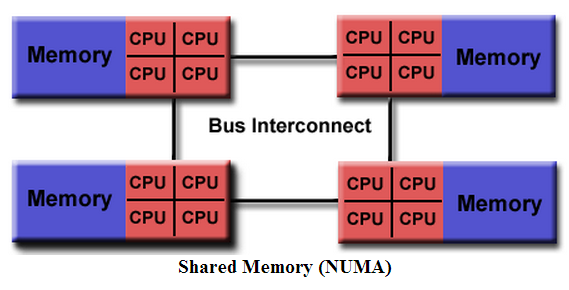 Memory CPU CPU CPU CPU
CPU CPU CPU CPU Memory
Bus Interconnect
Memory CPU CPU CPU CPU
CPU CPU CPU CPU Memory
Shared Memory (NUMA)